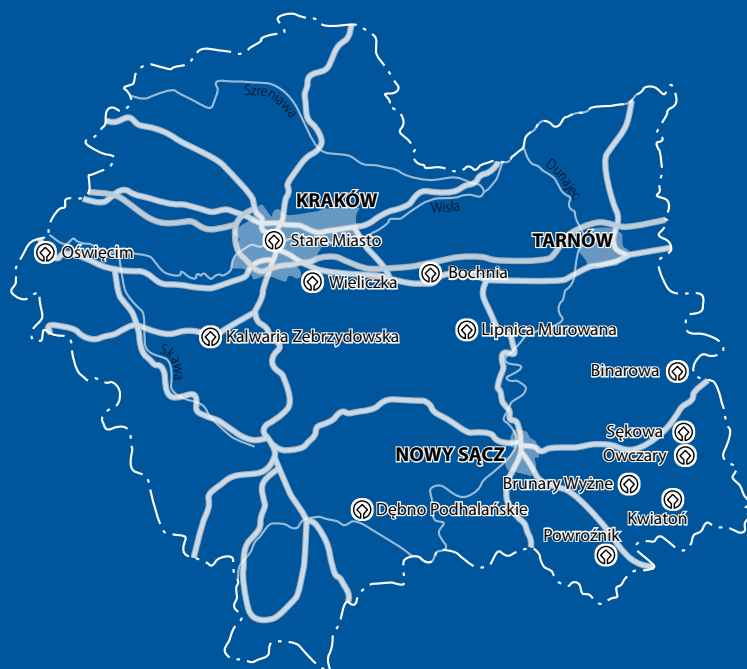 Szreniawa
Dunajec
KRAKÓW
Wisła
Stare Miasto
TARNÓW
Oświęcim
Bochnia
Wieliczka
Lipnica Murowana
Kalwaria Zebrzydowska
Skawa
Binarowa
Sękowa
NOWY SĄCZ
Owczary
Brunary Wyżne
Dębno Podhalańskie
Kwiatoń
Powroźnik